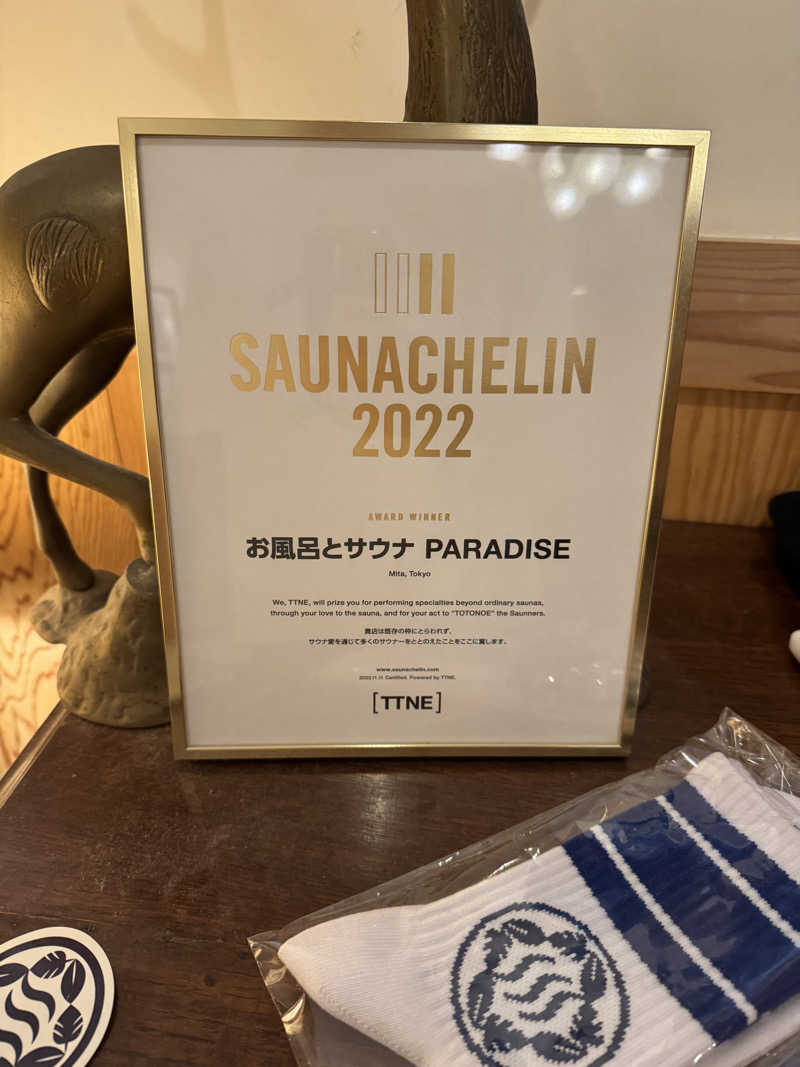 SAUNACHELIN
2022
AWARD WINNER
お風呂とサウナ PARADISE
Mita, Tokyo
We, TTNE, will prize you for performing specialties beyond ordinary saunas,
through your love to the sauna, and for your act to "TOTONOE" the Saunners.
貴店は既存の枠にとらわれず、
サウナ愛を通じて多くのサウナーをととのえたことをここに賞します。
www.saunachelin.com
2022.11.11 Certified. Powered by TTNE.
[TTNE]